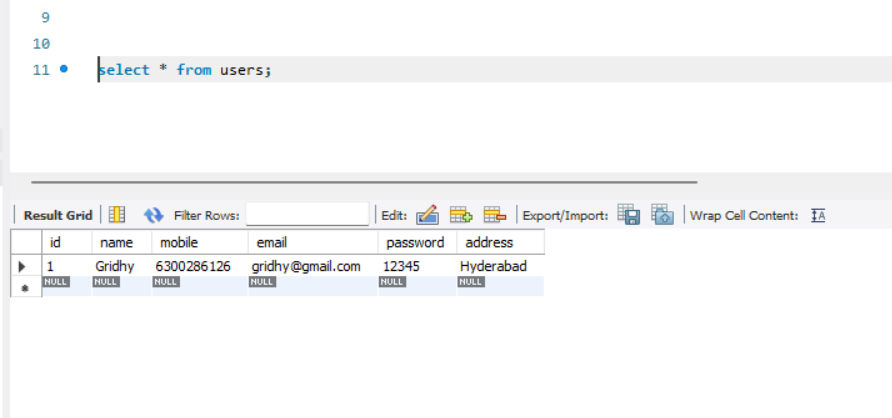 9
10
11 select * from users;
Result Grid Filter Rows: Edit: Export/Import: Wrap Cell Content: IA
id name mobile email password address
1 Gridhy 6300286126 gridhy@gmail.com 12345 Hyderabad
NULL NULL NULL NULL NULL NULL